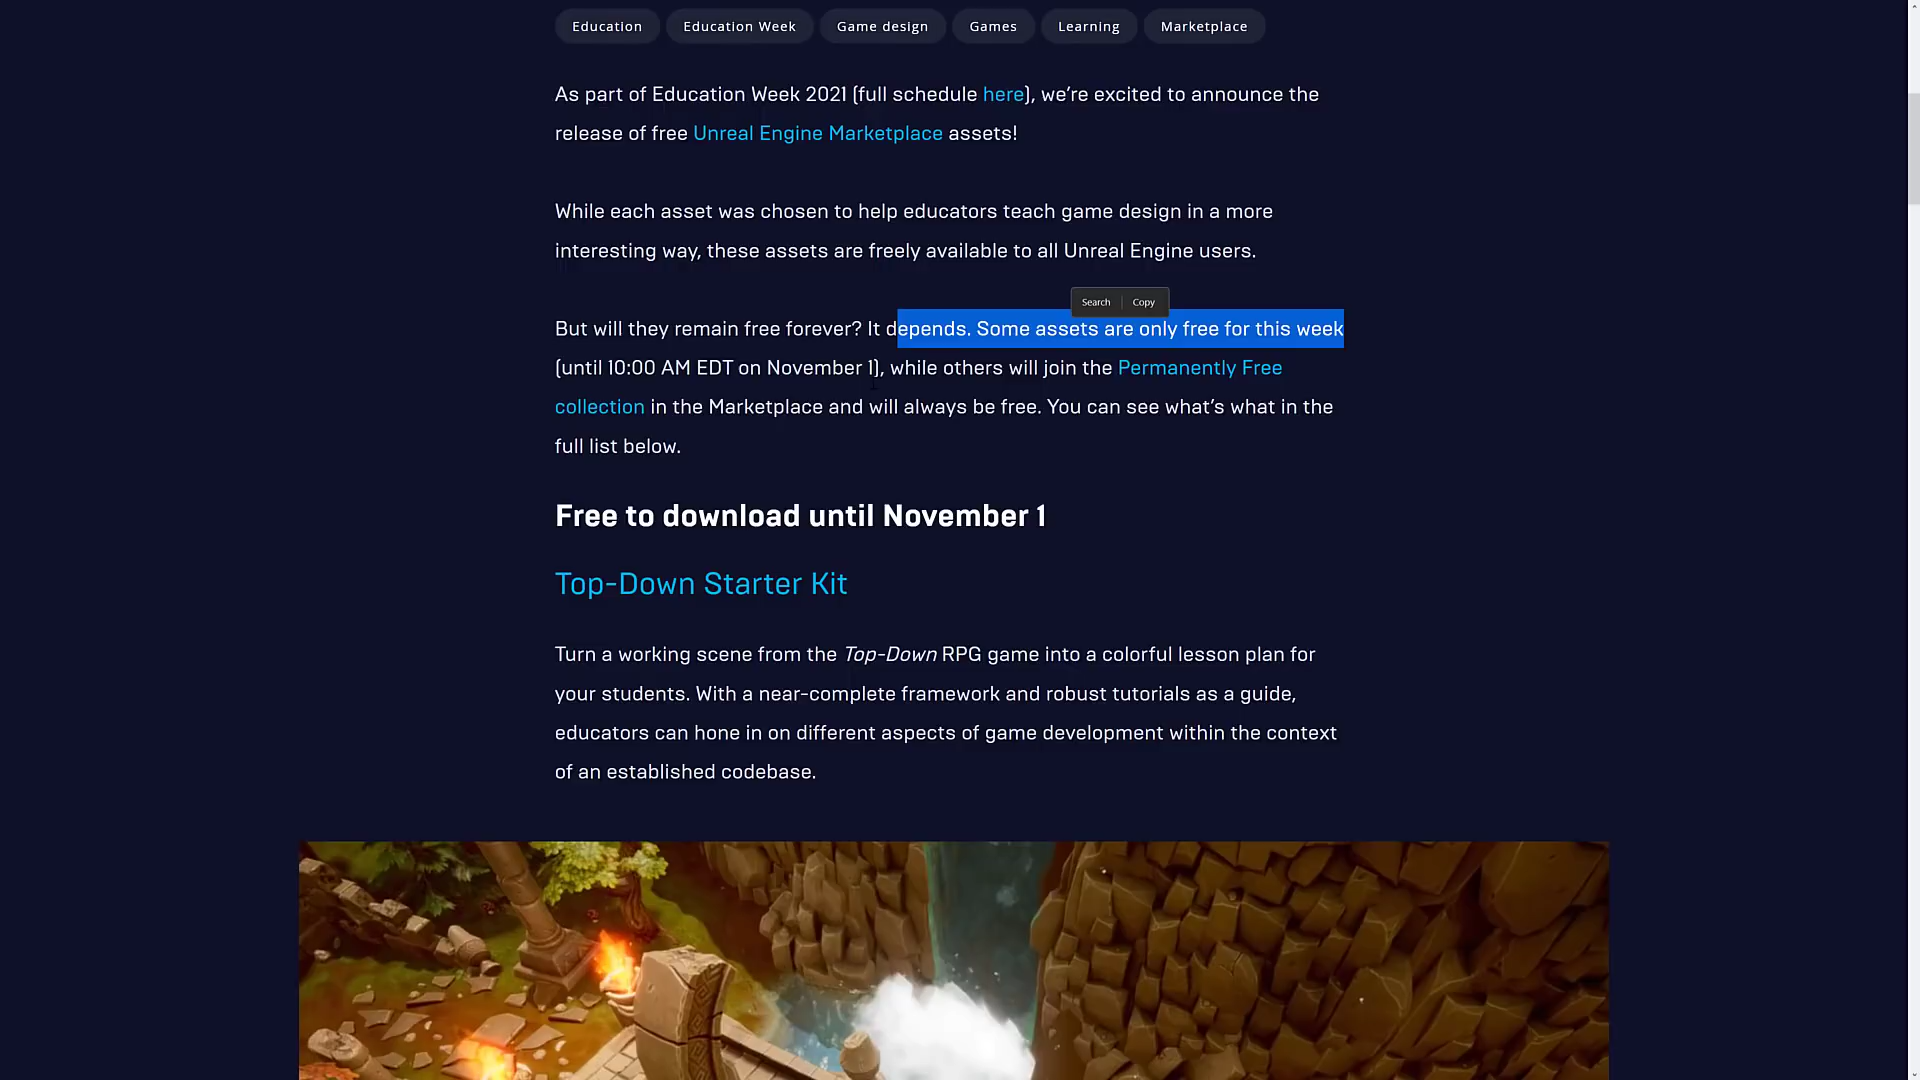 Education Education Week Game design Games Learning Marketplace
As part of Education Week 2021 (full schedule here), we’re excited to announce the
release of free Unreal Engine Marketplace assets!
While each asset was chosen to help educators teach game design in a more
interesting way, these assets are freely available to all Unreal Engine users.
Search Copy
But will they remain free forever? It depends. Some assets are only free for this week
(until 10:00 AM EDT on November 1), while others will join the Permanently Free
collection in the Marketplace and will always be free. You can see what’s what in the
full list below.
Free to download until November 1
Top-Down Starter Kit
Turn a working scene from the Top-Down RPG game into a colorful lesson plan for
your students. With a near-complete framework and robust tutorials as a guide,
educators can hone in on different aspects of game development within the context
of an established codebase.